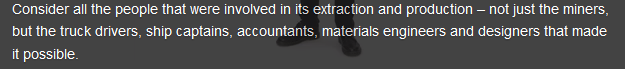 Consider all the people that were involved in its extraction and production – not just the miners,
but the truck drivers, ship captains, accountants, materials engineers and designers that made
it possible.